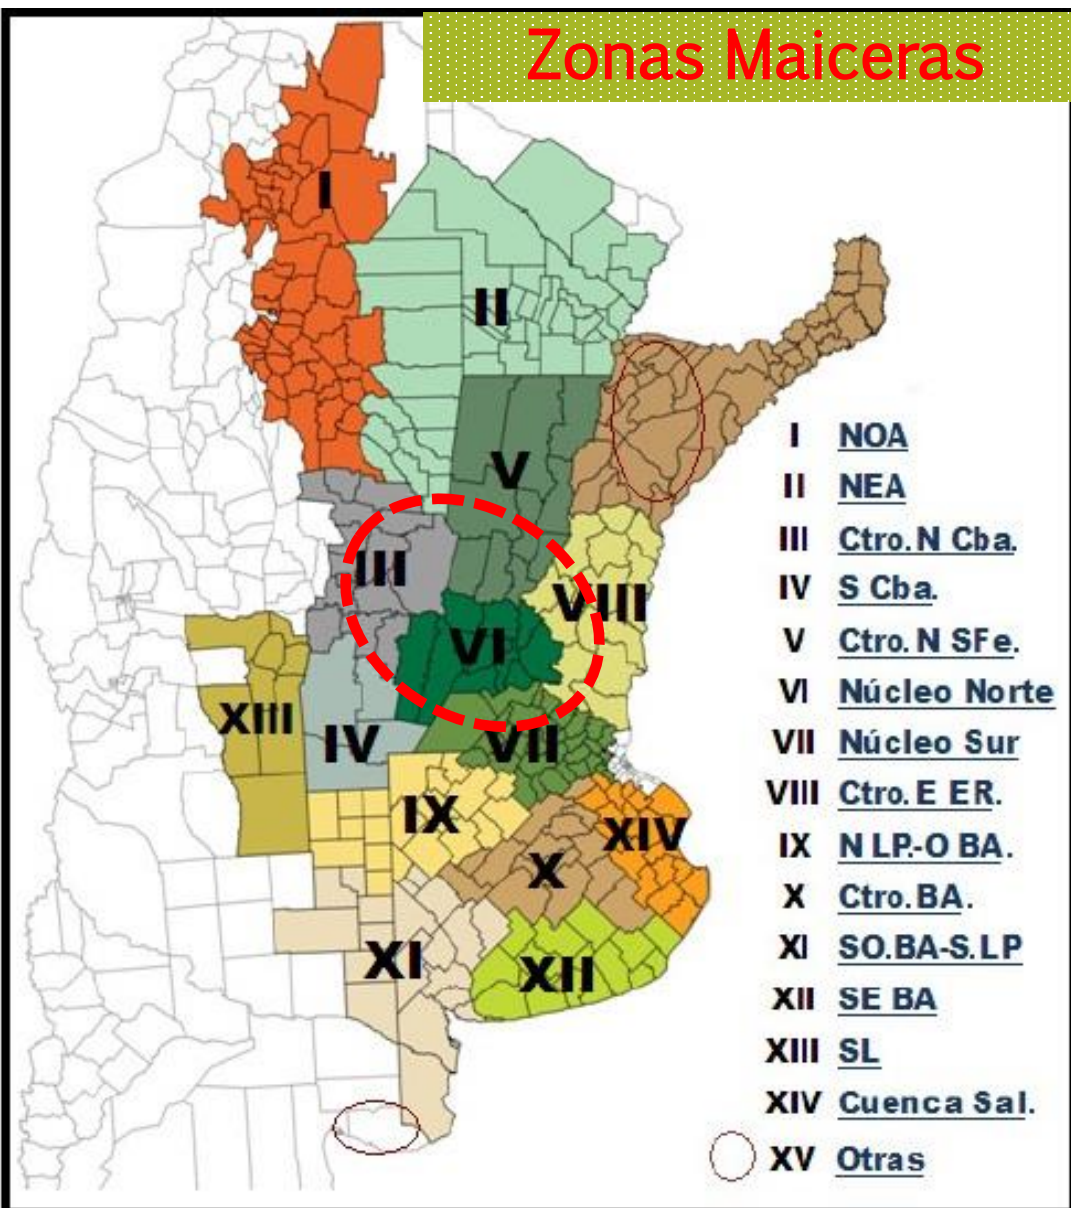 Zonas Maiceras
I
II
V
III
VIII
VI
XIII
IV
VII
IX
XIV
X
XI
XII
I NOA
II NEA
III Ctro. N Cba.
IV S Cba.
V Ctro. N SFe.
VI Núcleo Norte
VII Núcleo Sur
VIII Ctro. E ER.
IX N LP.-O BA.
X Ctro. BA.
XI SO.BA-S.LP
XII SE BA
XIII SL
XIV Cuenca Sal.
XV Otras